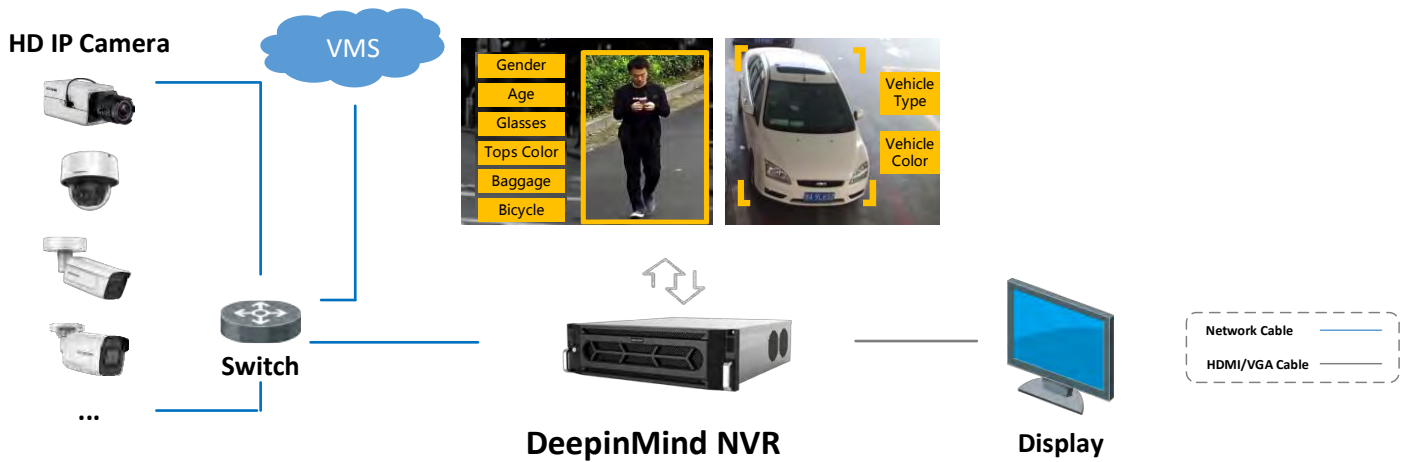 HD IP Camera
VMS
Gender
Age
Glasses
Tops Color
Baggage
Bicycle
Vehicle
Type
Vehicle
Color
Switch
...
DeepinMind NVR
Display
Network Cable
HDMI/VGA Cable